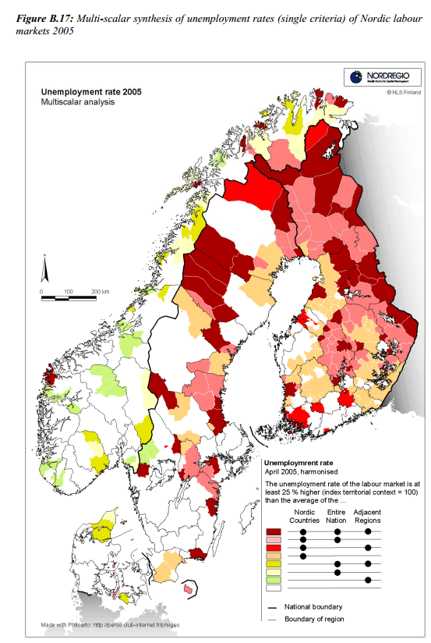 Figure B.17: Multi-scalar synthesis of unemployment rates (single criteria) of Nordic labour
markets 2005
NORDREGIO
Unemployment rate 2005
Multiscalar analysis
©NLS Finland
0 100 200 km
Unemploymrent rate
April 2005, harmonised
The unemployment rate of the labour market is at
least 25 % higher (index territorial context = 100)
than the average of the ...
Nordic Entire Adjacent
Countries Nation Regions
National boundary
Boundary of region
Made with Philcarto: http://perso.club-internet.fr/philgeo